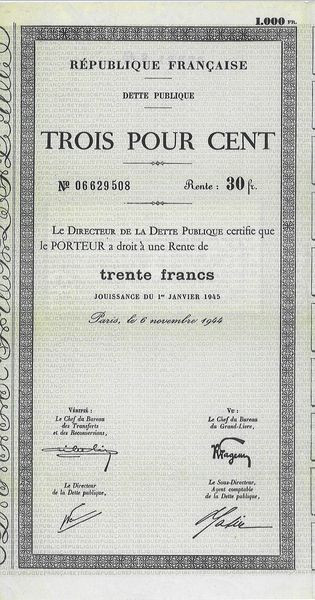 1.000 FR.
RÉPUBLIQUE FRANÇAISE
DETTE PUBLIQUE
TROIS POUR CENT
Nº 06629508 Rente : 30 fr.
Le DIRECTEUR DE LA DETTE PUBLIQUE certifie que
le PORTEUR a droit à une Rente de
trente francs
JOUISSANCE DU 1er JANVIER 1945
Paris, le 6 novembre 1944
VÉRIFIÉ :
Le Chef du Bureau
des Transferts
et des Reconversions,
VU :
Le Chef du Bureau
du Grand-Livre,
Le Directeur
de la Dette publique,
Le Sous-Directeur,
Agent comptable
de la Dette publique,